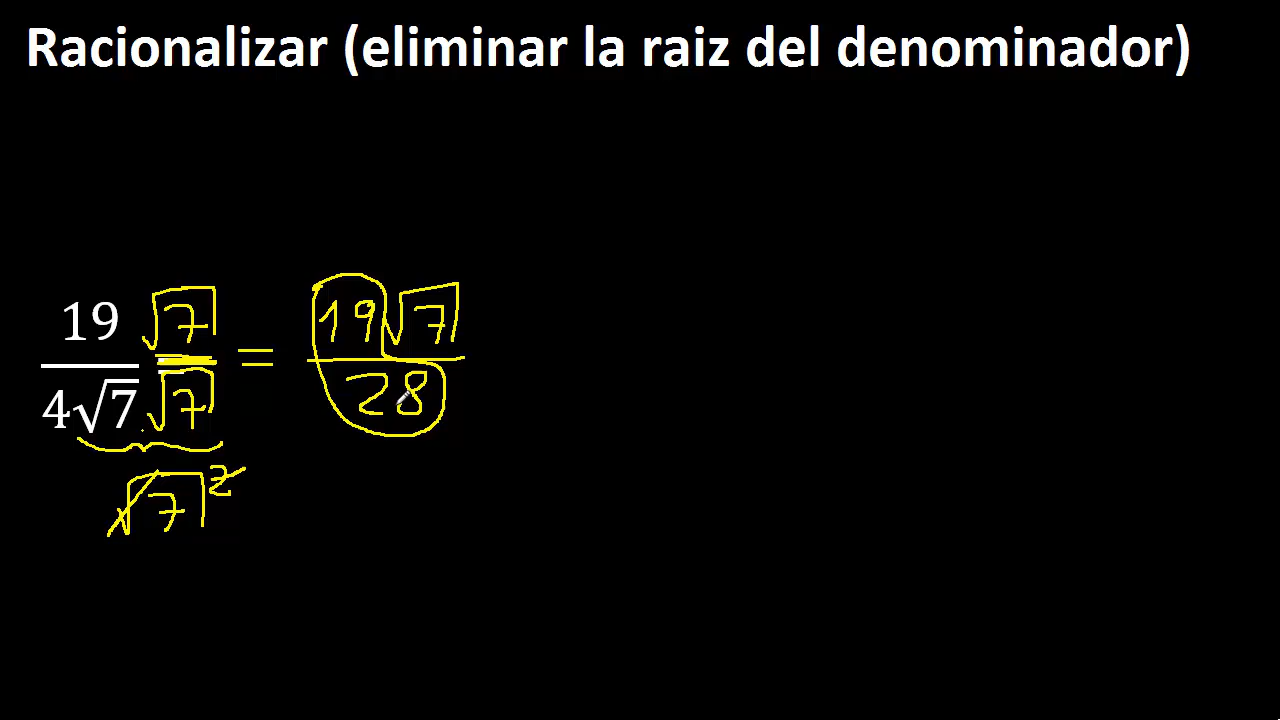 Racionalizar (eliminar la raiz del denominador)
19 √7 = 19√7
4√7 . √7 28
√7²